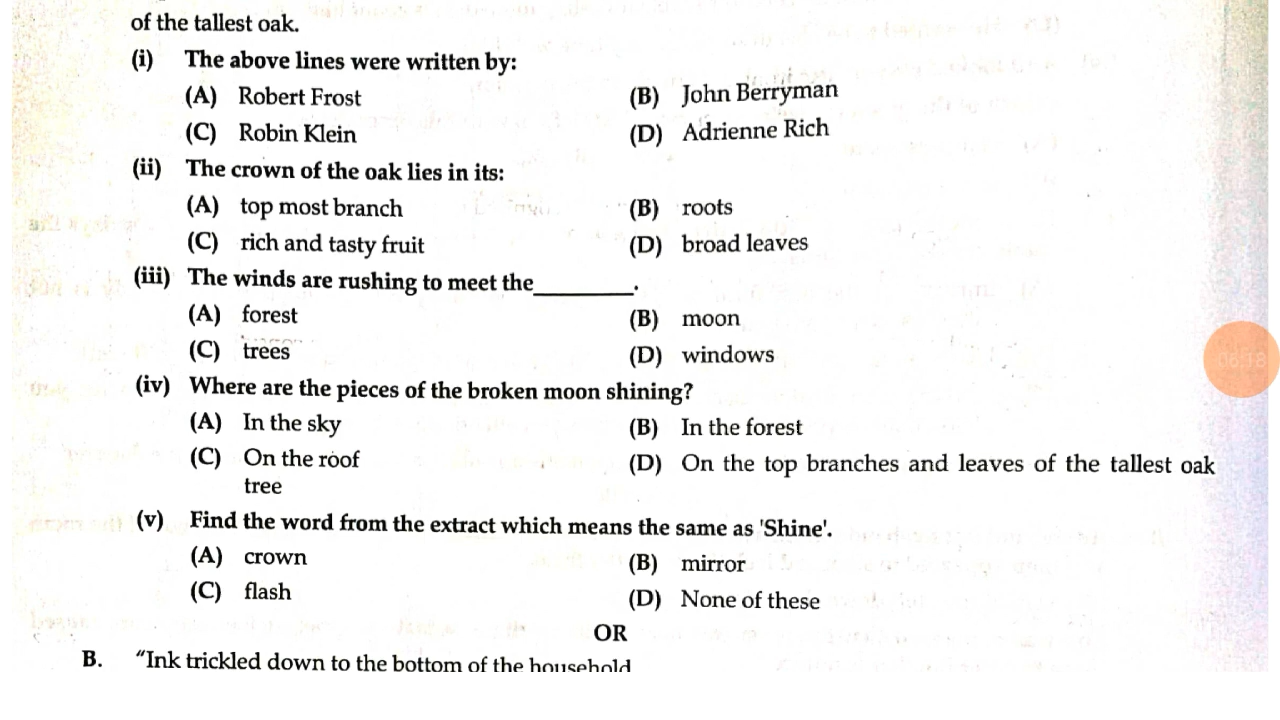 of the tallest oak.
(i) The above lines were written by:
(A) Robert Frost (B) John Berryman
(C) Robin Klein (D) Adrienne Rich
(ii) The crown of the oak lies in its:
(A) top most branch (B) roots
(C) rich and tasty fruit (D) broad leaves
(iii) The winds are rushing to meet the_________.
(A) forest (B) moon
(C) trees (D) windows
(iv) Where are the pieces of the broken moon shining?
(A) In the sky (B) In the forest
(C) On the roof (D) On the top branches and leaves of the tallest oak
tree
(v) Find the word from the extract which means the same as 'Shine'.
(A) crown (B) mirror
(C) flash (D) None of these
OR
B. "Ink trickled down to the bottom of the household